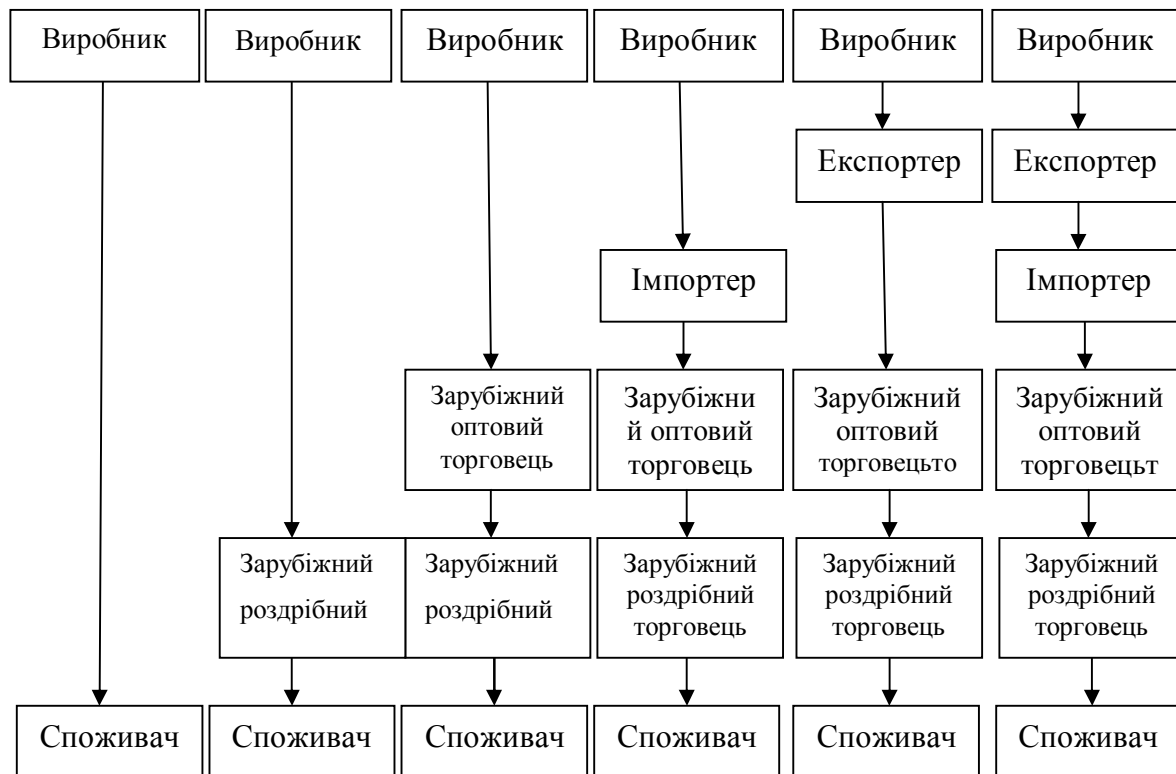 Виробник
Виробник
Виробник
Виробник
Виробник
Виробник
Експортер
Експортер
Імпортер
Імпортер
Зарубіжний
оптовий
торговець
Зарубіжни
й оптовий
торговець
Зарубіжний
оптовий
торговецьто
Зарубіжний
оптовий
торговецьт
Зарубіжний
роздрібний
Зарубіжний
роздрібний
Зарубіжний
роздрібний
торговець
Зарубіжний
роздрібний
торговець
Зарубіжний
роздрібний
торговець
Споживач
Споживач
Споживач
Споживач
Споживач
Споживач